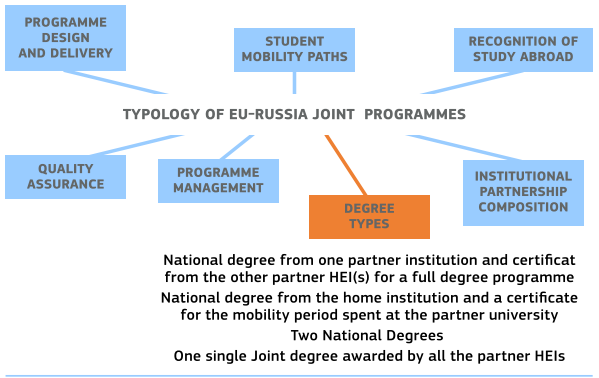 PROGRAMME
DESIGN
AND DELIVERY
STUDENT
MOBILITY PATHS
RECOGNITION OF
STUDY ABROAD
TYPOLOGY OF EU-RUSSIA JOINT PROGRAMMES
QUALITY
ASSURANCE
PROGRAMME
MANAGEMENT
DEGREE
TYPES
INSTITUTIONAL
PARTNERSHIP
COMPOSITION
National degree from one partner institution and certificat
from the other partner HEI(s) for a full degree programme
National degree from the home institution and a certificate
for the mobility period spent at the partner university
Two National Degrees
One single Joint degree awarded by all the partner HEIs